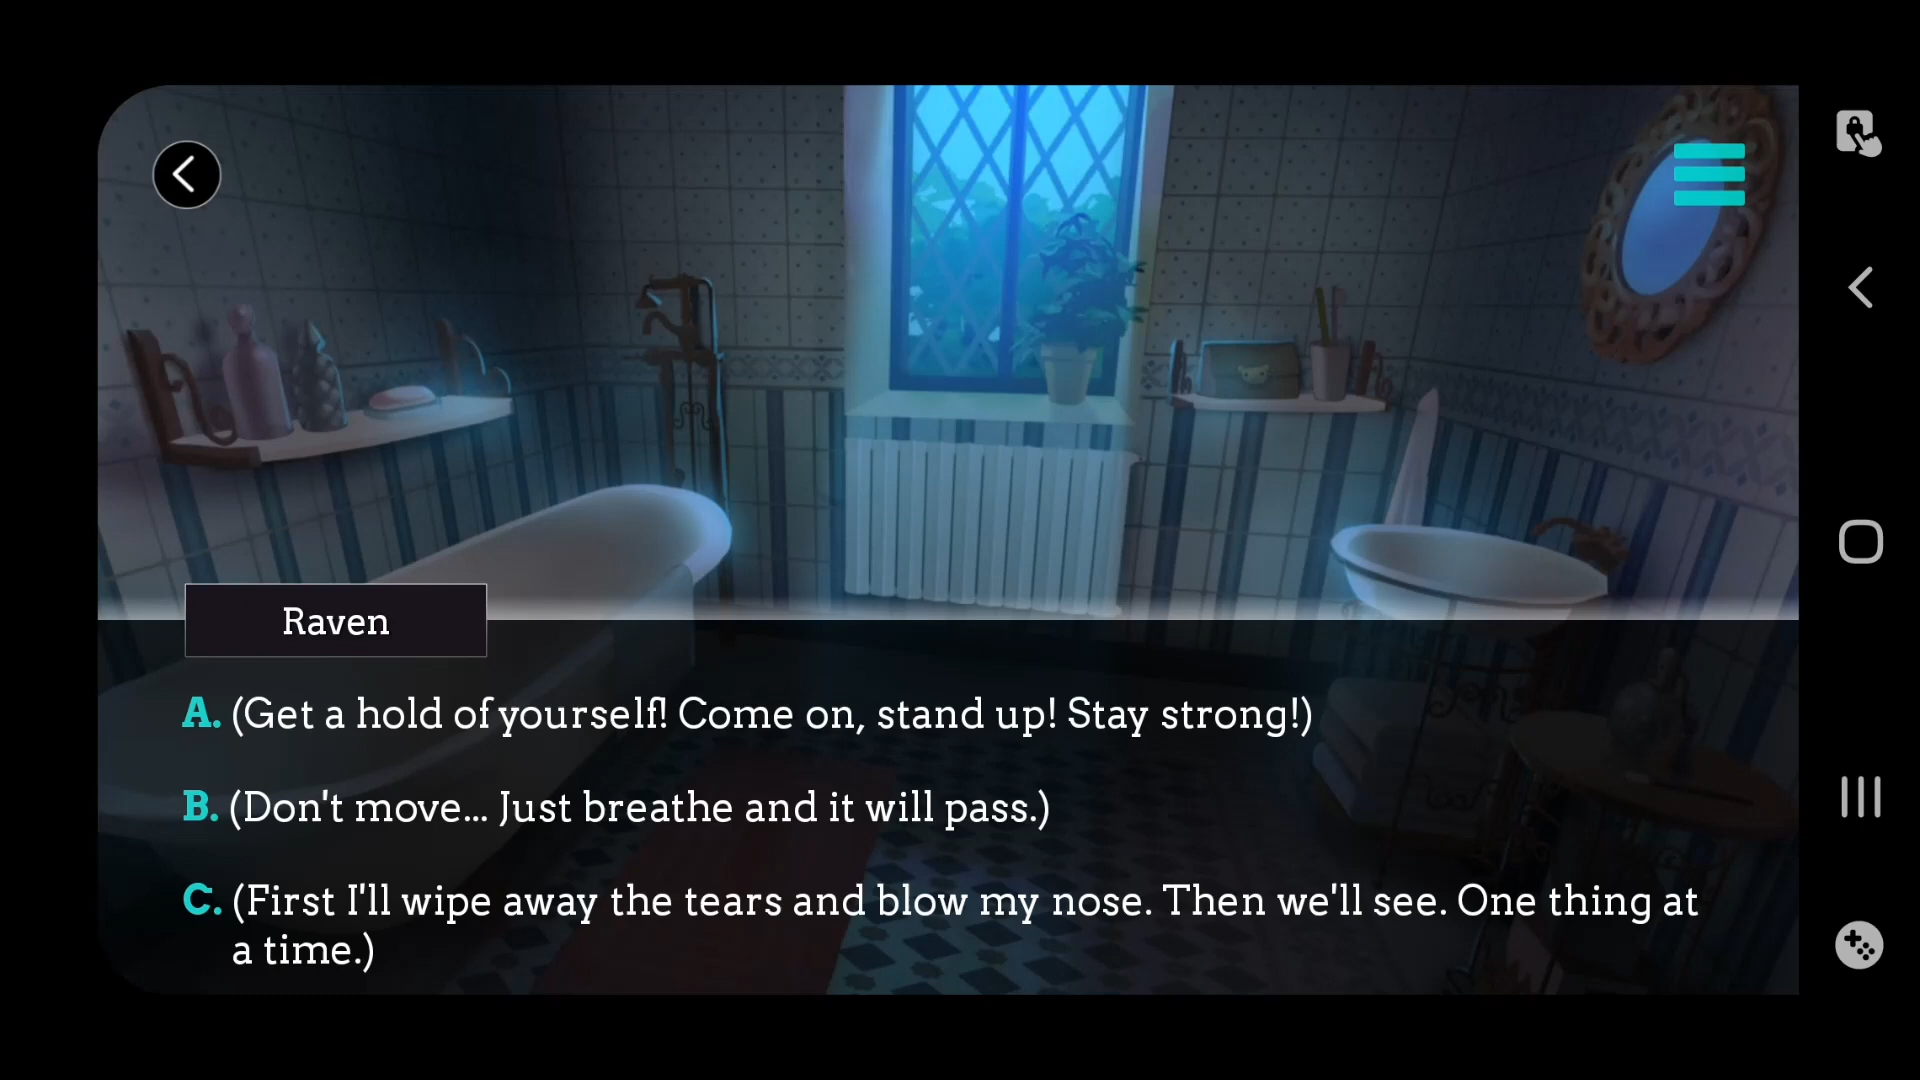 Raven
A. (Get a hold of yourself! Come on, stand up! Stay strong!)
B. (Don't move... Just breathe and it will pass.)
C. (First I'll wipe away the tears and blow my nose. Then we'll see. One thing at
a time.)